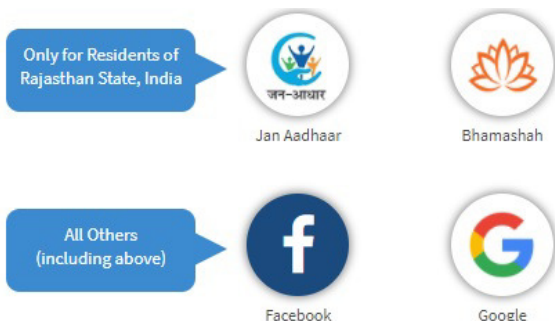 Only for Residents of
Rajasthan State, India
जन-आधार
Jan Aadhaar
Bhamashah
All Others
(including above)
Facebook
Google